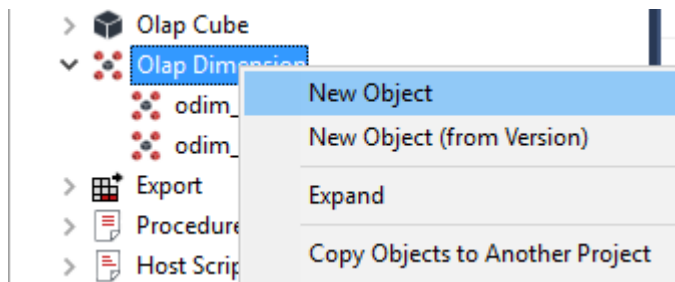 Olap Cube
Olap Dimension
New Object
odim_
New Object (from Version)
odim_
Export
Expand
Procedure
Copy Objects to Another Project
Host Scrip